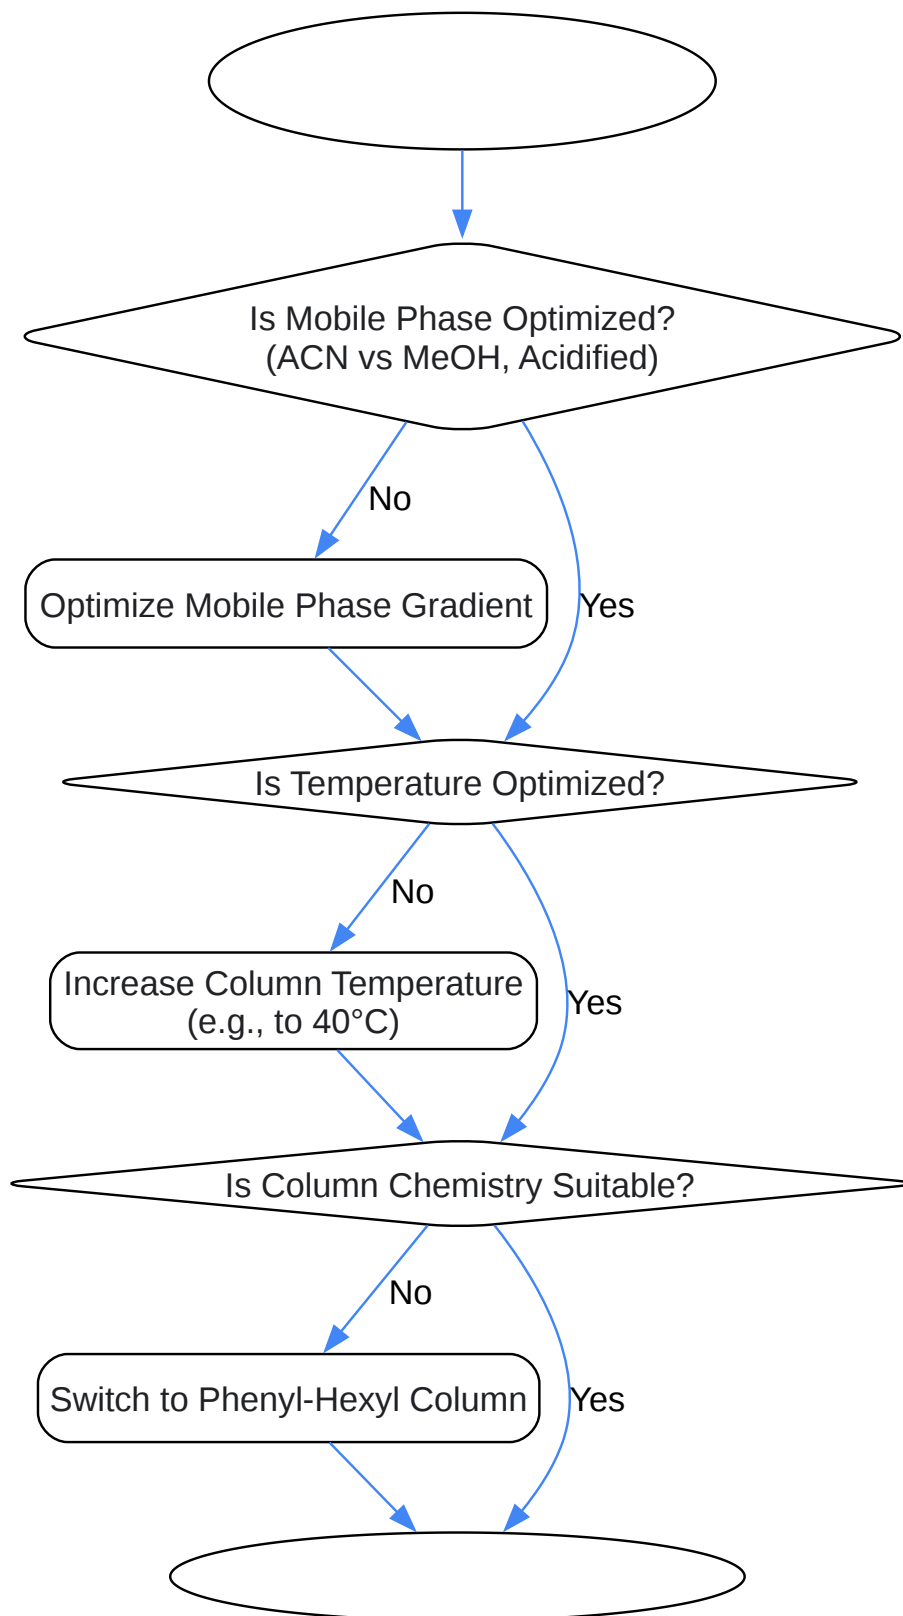 Is Mobile Phase Optimized?
(ACN vs MeOH, Acidified)
No
Optimize Mobile Phase Gradient
Yes
Is Temperature Optimized?
No
Increase Column Temperature
(e.g., to 40°C)
Yes
Is Column Chemistry Suitable?
No
Switch to Phenyl-Hexyl Column
Yes